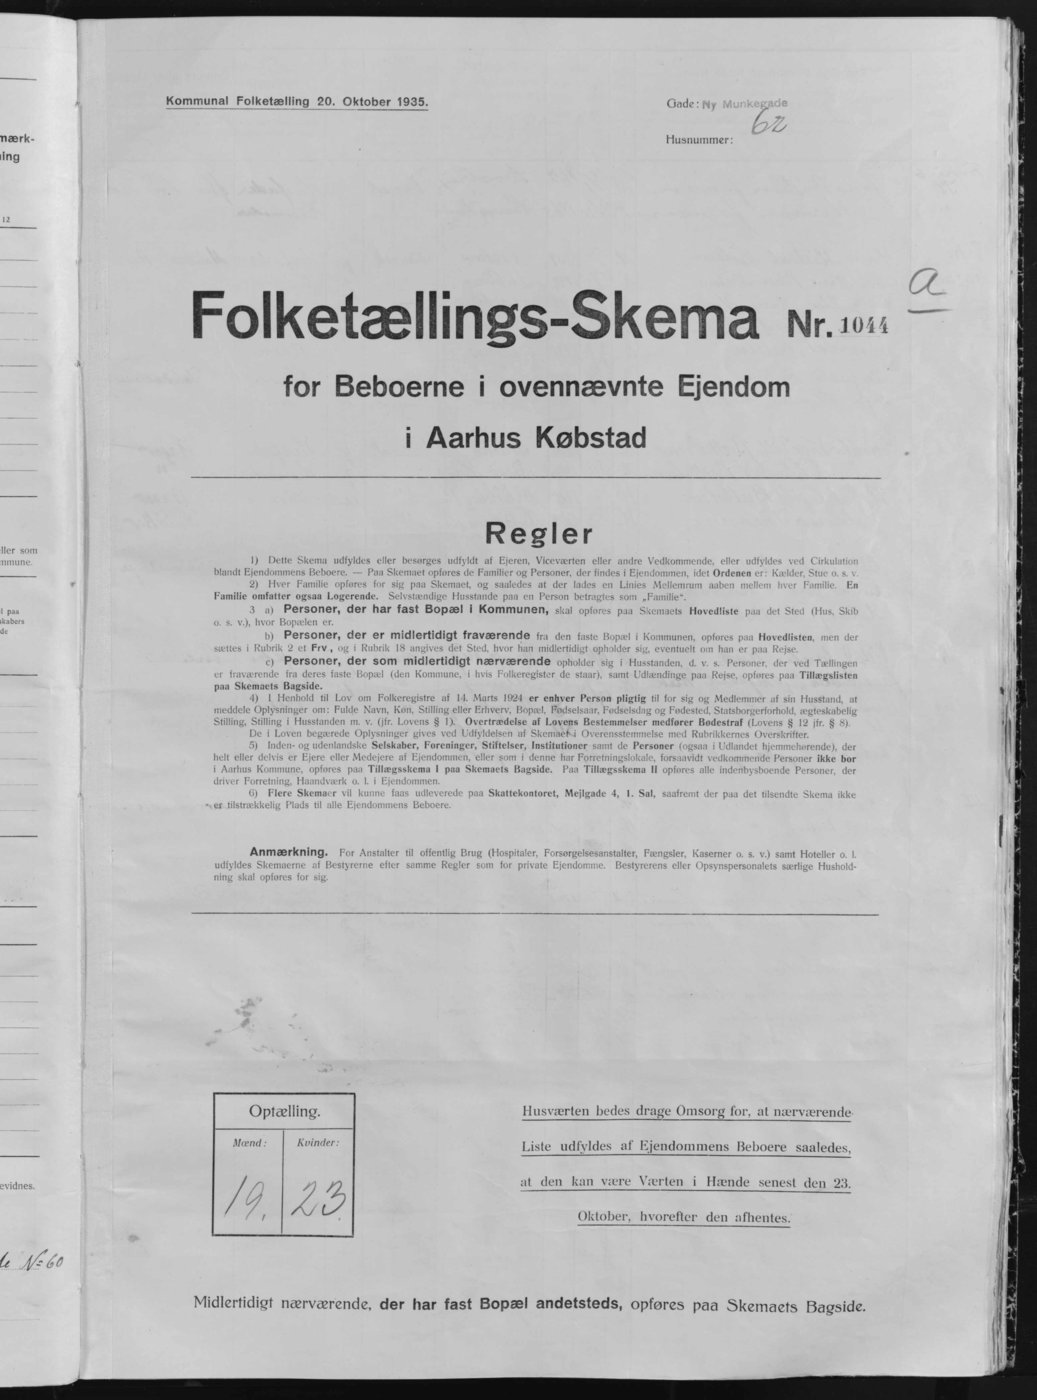 Kommunal Folketælling 20. Oktober 1935.
Gade: Ny Munkegade
62
Husnummer:
a
Folketællings-Skema Nr. 1044
for Beboerne i ovennævnte Ejendom
i Aarhus Købstad
Regler
1) Dette Skema udfyldes eller besørges udfyldt af Ejeren, Viceværten eller andre Vedkommende, eller udfyldes ved Cirkulation
blandt Ejendommens Beboere. — Paa Skemaet opføres de Familier og Personer, der findes i Ejendommen, idet Ordenen er: Kælder, Stue o. s. v.
2) Hver Familie opføres for sig paa Skemaet, og saaledes at der lades en Linies Mellemrum aaben mellem hver Familie. En
Familie omfatter ogsaa Logerende. Selvstændige Husstande paa en Person betragtes som „Familie".
3 a) Personer, der har fast Bopæl i Kommunen, skal opføres paa Skemaets Hovedliste paa det Sted (Hus, Skib
o. s. v.), hvor Bopælen er.
b) Personer, der er midlertidigt fraværende fra den faste Bopæl i Kommunen, opføres paa Hovedlisten, men der
sættes i Rubrik 2 et Frv., og i Rubrik 18 angives det Sted, hvor han midlertidigt opholder sig, eventuelt om han er paa Rejse.
c) Personer, der som midlertidigt nærværende opholder sig i Husstanden, d. v. s. Personer, der ved Tællingen
er fraværende fra deres faste Bopæl (den Kommune, i hvis Folkeregister de staar), samt Udlændinge paa Rejse, opføres paa Tillægslisten
paa Skemaets Bagside.
4) I Henhold til Lov om Folkeregistre af 14. Marts 1924 er enhver Person pligtig til for sig og Medlemmer af sin Husstand, at
meddele Oplysninger om: Fulde Navn, Køn, Stilling eller Erhverv, Bopæl, Fødselsaar, Fødselsdag og Fødested, Statsborgerforhold, ægteskabelig
Stilling, Stilling i Husstanden m. v. (jfr. Lovens § 1). Overtrædelse af Lovens Bestemmelser medfører Bødestraf (Lovens § 12 jfr. § 8).
De i Loven begærede Oplysninger gives ved Udfyldelsen af Skemaet i Overensstemmelse med Rubrikkernes Overskrifter.
5) Inden- og udenlandske Selskaber, Foreninger, Stiftelser, Institutioner samt de Personer (ogsaa i Udlandet hjemmehørende), der
helt eller delvis er Ejere eller Medejere af Ejendommen, eller som i denne har Forretningslokale, forsaavidt vedkommende Personer ikke bor
i Aarhus Kommune, opføres paa Tillægsskema I paa Skemaets Bagside. Paa Tillægsskema II opføres alle indenbysboende Personer, der
driver Forretning, Haandværk o. l. i Ejendommen.
6) Flere Skemaer vil kunne faas udleverede paa Skattekontoret, Mejlgade 4, 1. Sal, saafremt der paa det tilsendte Skema ikke
er tilstrækkelig Plads til alle Ejendommens Beboere.
Anmærkning. For Anstalter til offentlig Brug (Hospitaler, Forsørgelsesanstalter, Fængsler, Kaserner o. s. v.) samt Hoteller o. l.
udfyldes Skemaerne af Bestyrerne efter samme Regler som for private Ejendomme. Bestyrerens eller Opsynspersonalets særlige Hushold-
ning skal opføres for sig.
Optælling.
Mænd: Kvinder:
19. 23.
Husværten bedes drage Omsorg for, at nærværende
Liste udfyldes af Ejendommens Beboere saaledes,
at den kan være Værten i Hænde senest den 23.
Oktober, hvorefter den afhentes.
Midlertidigt nærværende, der har fast Bopæl andetsteds, opføres paa Skemaets Bagside.
mærk-
ning
12
eller som
mmune.
paa
skabers
de
evidnes.
de No 60